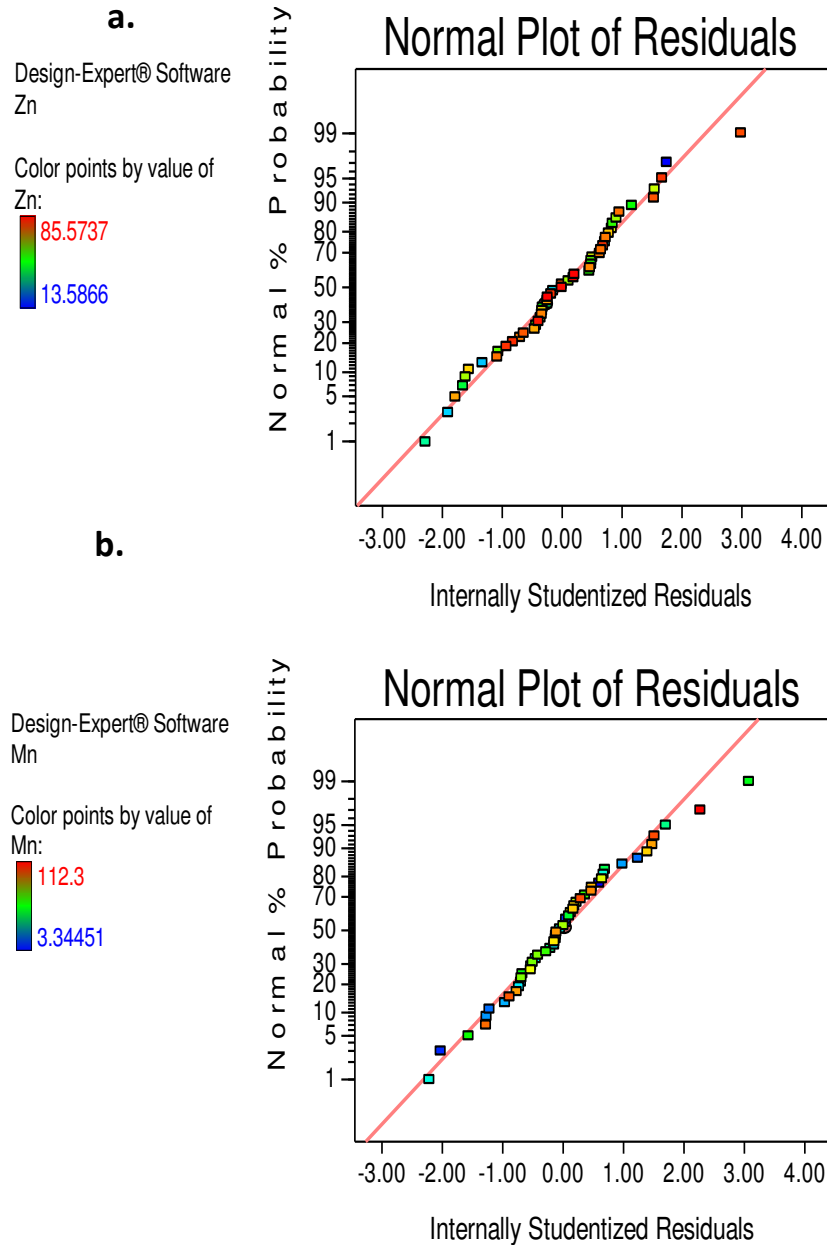 a.
Normal Plot of Residuals
Design-Expert® Software
Zn
Color points by value of
Zn:
85.5737
13.5866
Normal % Probability
99
95
90
80
70
50
30
20
10
5
1
-3.00 -2.00 -1.00 0.00 1.00 2.00 3.00 4.00
Internally Studentized Residuals
b.
Normal Plot of Residuals
Design-Expert® Software
Mn
Color points by value of
Mn:
112.3
3.34451
Normal % Probability
99
95
90
80
70
50
30
20
10
5
1
-3.00 -2.00 -1.00 0.00 1.00 2.00 3.00 4.00
Internally Studentized Residuals